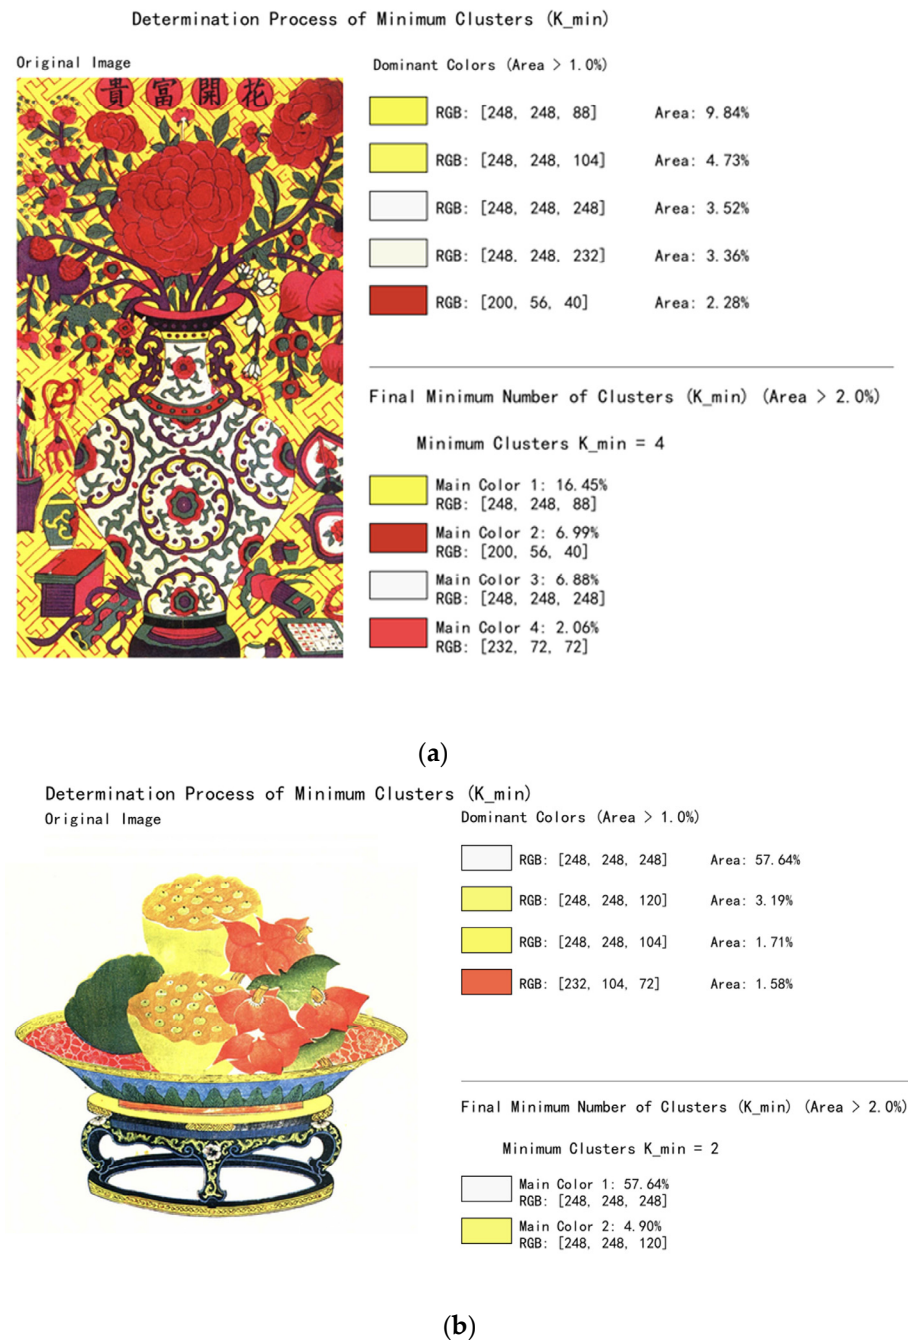 Determination Process of Minimum Clusters (K_min)
Original Image
貴富開花
Dominant Colors (Area > 1.0%)
RGB: [248, 248, 88] Area: 9.84%
RGB: [248, 248, 104] Area: 4.73%
RGB: [248, 248, 248] Area: 3.52%
RGB: [248, 248, 232] Area: 3.36%
RGB: [200, 56, 40] Area: 2.28%
Final Minimum Number of Clusters (K_min) (Area > 2.0%)
Minimum Clusters K_min = 4
Main Color 1: 16.45%
RGB: [248, 248, 88]
Main Color 2: 6.99%
RGB: [200, 56, 40]
Main Color 3: 6.88%
RGB: [248, 248, 248]
Main Color 4: 2.06%
RGB: [232, 72, 72]
(a)
Determination Process of Minimum Clusters (K_min)
Original Image
Dominant Colors (Area > 1.0%)
RGB: [248, 248, 248] Area: 57.64%
RGB: [248, 248, 120] Area: 3.19%
RGB: [248, 248, 104] Area: 1.71%
RGB: [232, 104, 72] Area: 1.58%
Final Minimum Number of Clusters (K_min) (Area > 2.0%)
Minimum Clusters K_min = 2
Main Color 1: 57.64%
RGB: [248, 248, 248]
Main Color 2: 4.90%
RGB: [248, 248, 120]
(b)